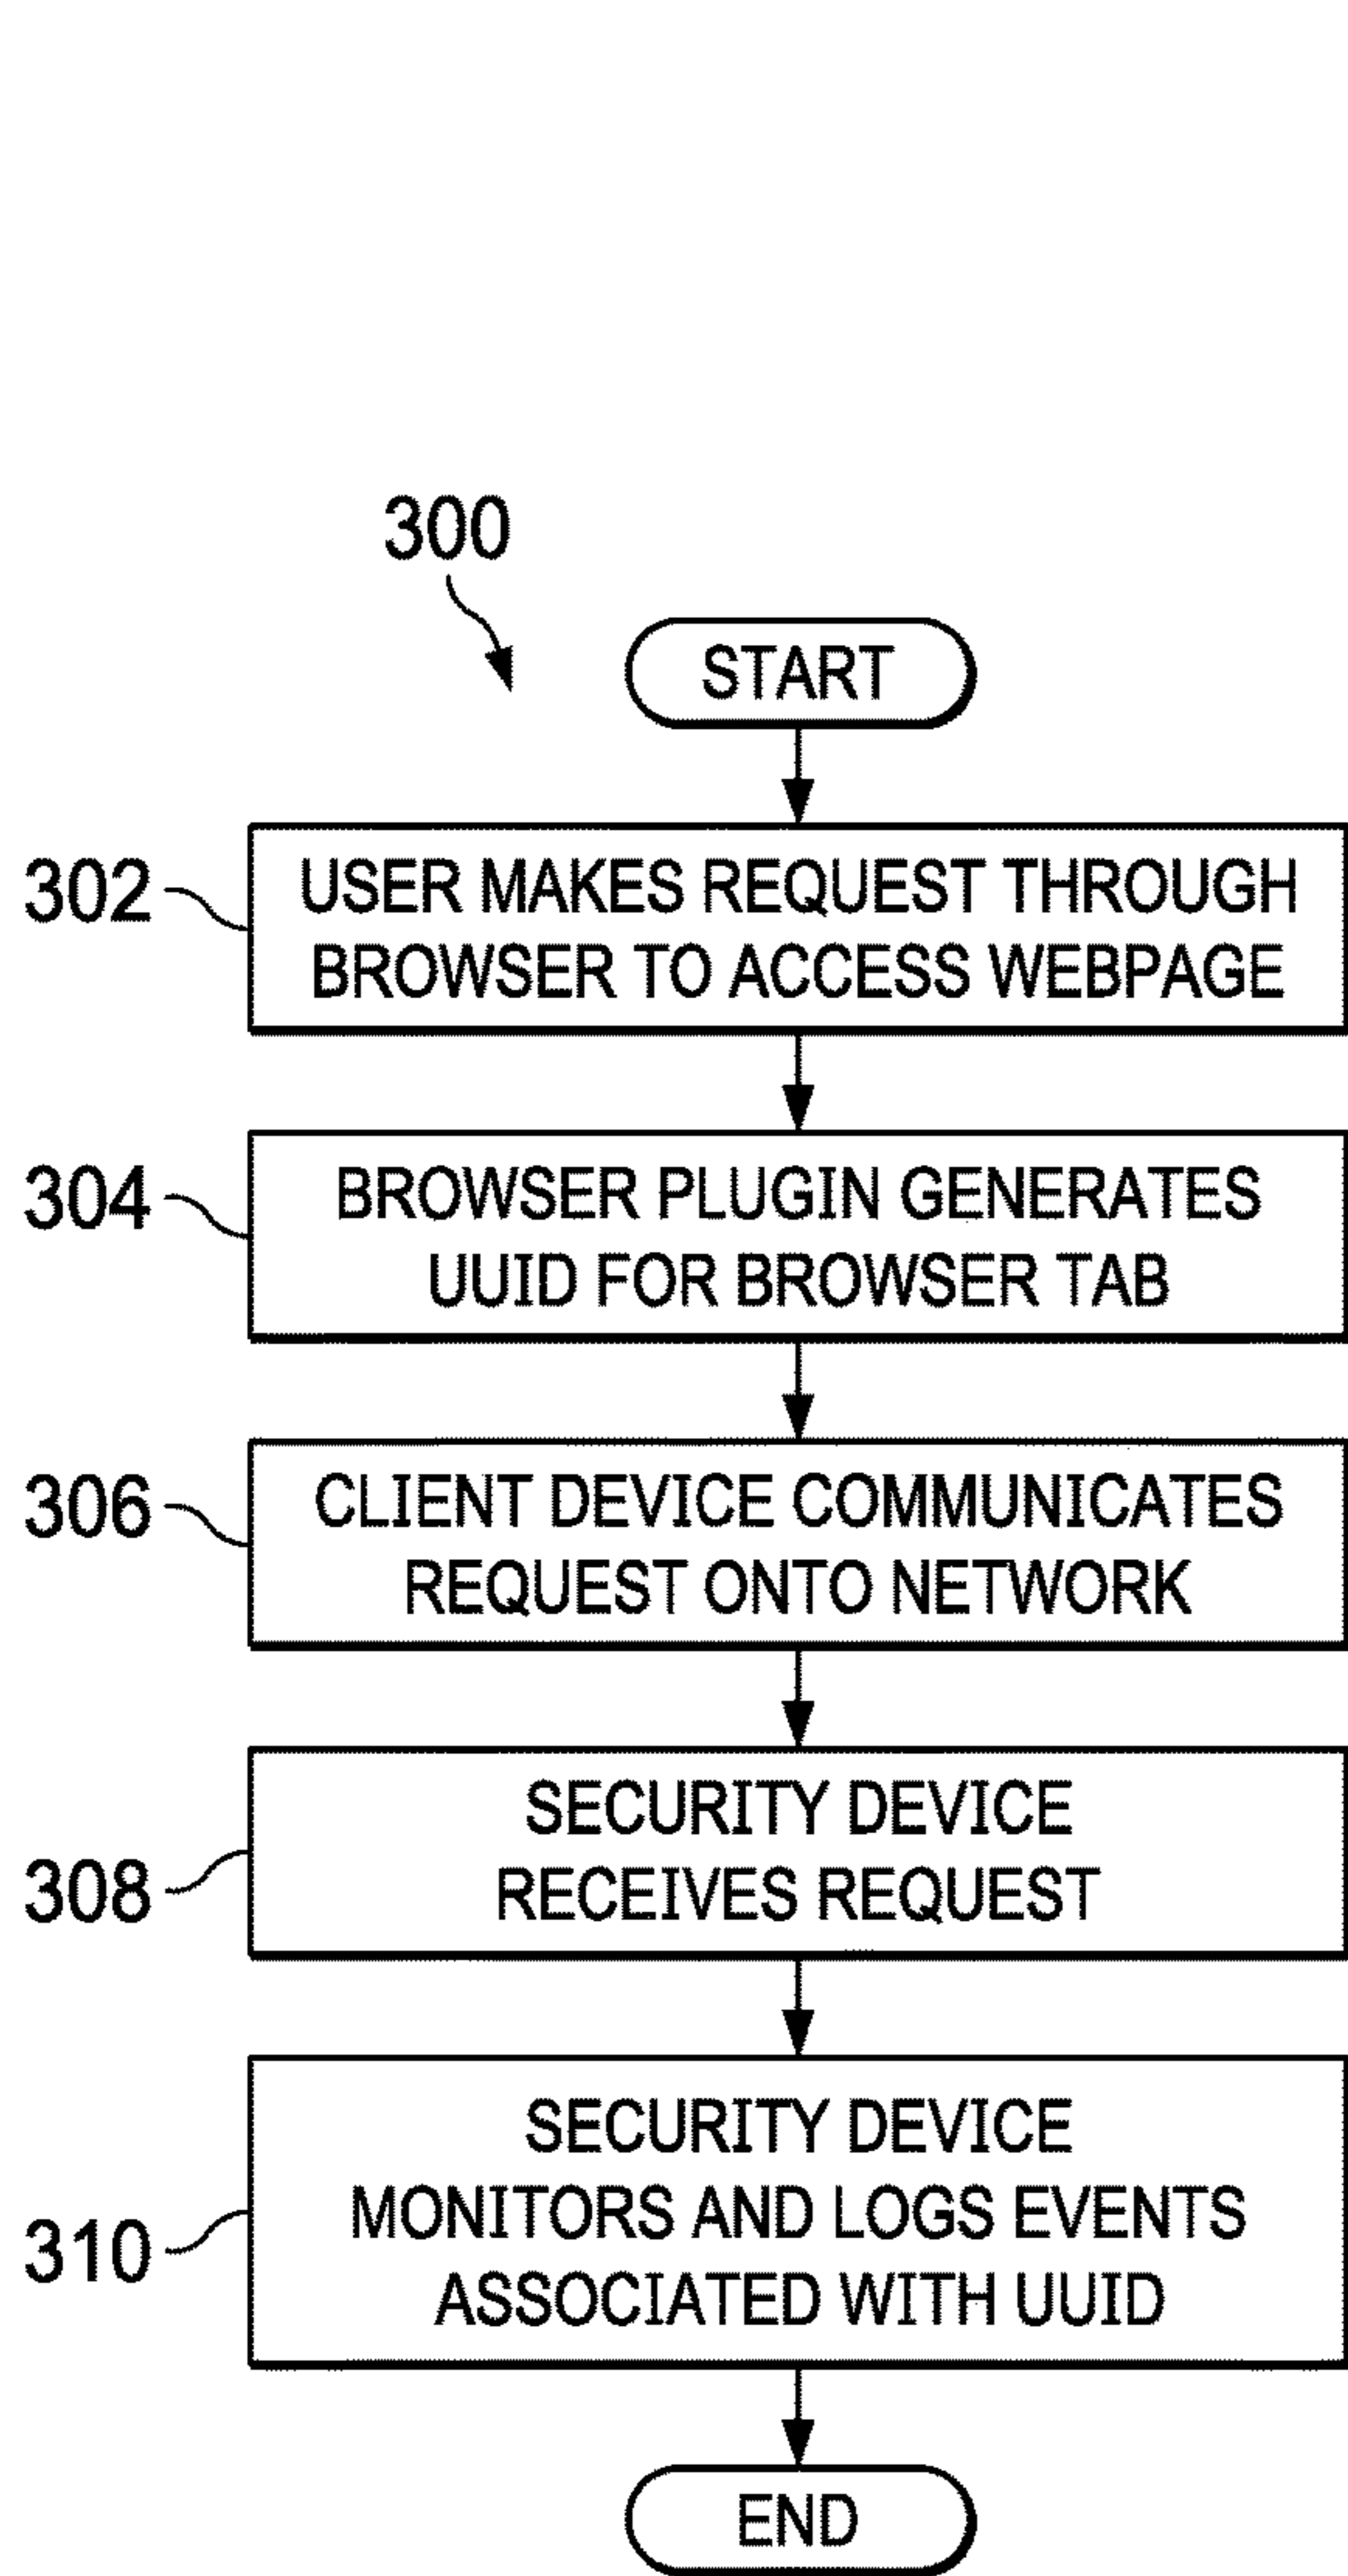 300
START
302
USER MAKES REQUEST THROUGH
BROWSER TO ACCESS WEBPAGE
304
BROWSER PLUGIN GENERATES
UUID FOR BROWSER TAB
306
CLIENT DEVICE COMMUNICATES
REQUEST ONTO NETWORK
308
SECURITY DEVICE
RECEIVES REQUEST
310
SECURITY DEVICE
MONITORS AND LOGS EVENTS
ASSOCIATED WITH UUID
END